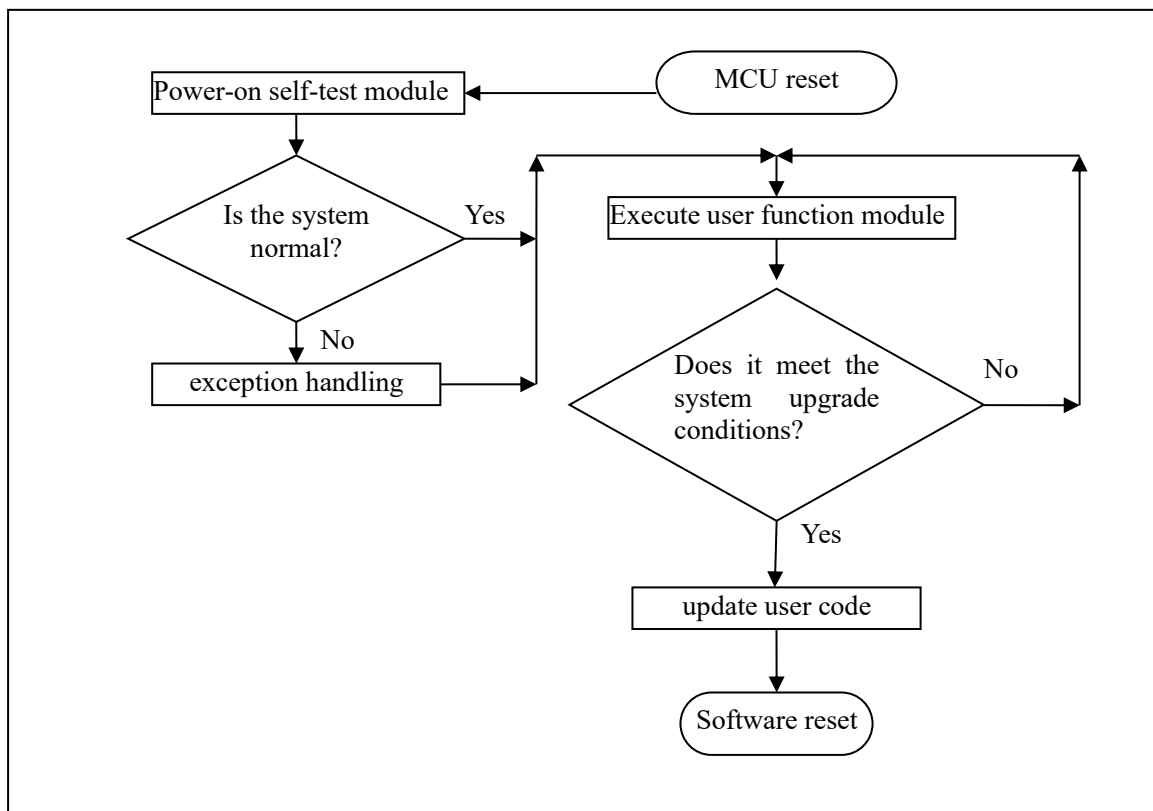 MCU reset
Power-on self-test module
Is the system
normal?
Yes
No
exception handling
Execute user function module
Does it meet the
system upgrade
conditions?
No
Yes
update user code
Software reset